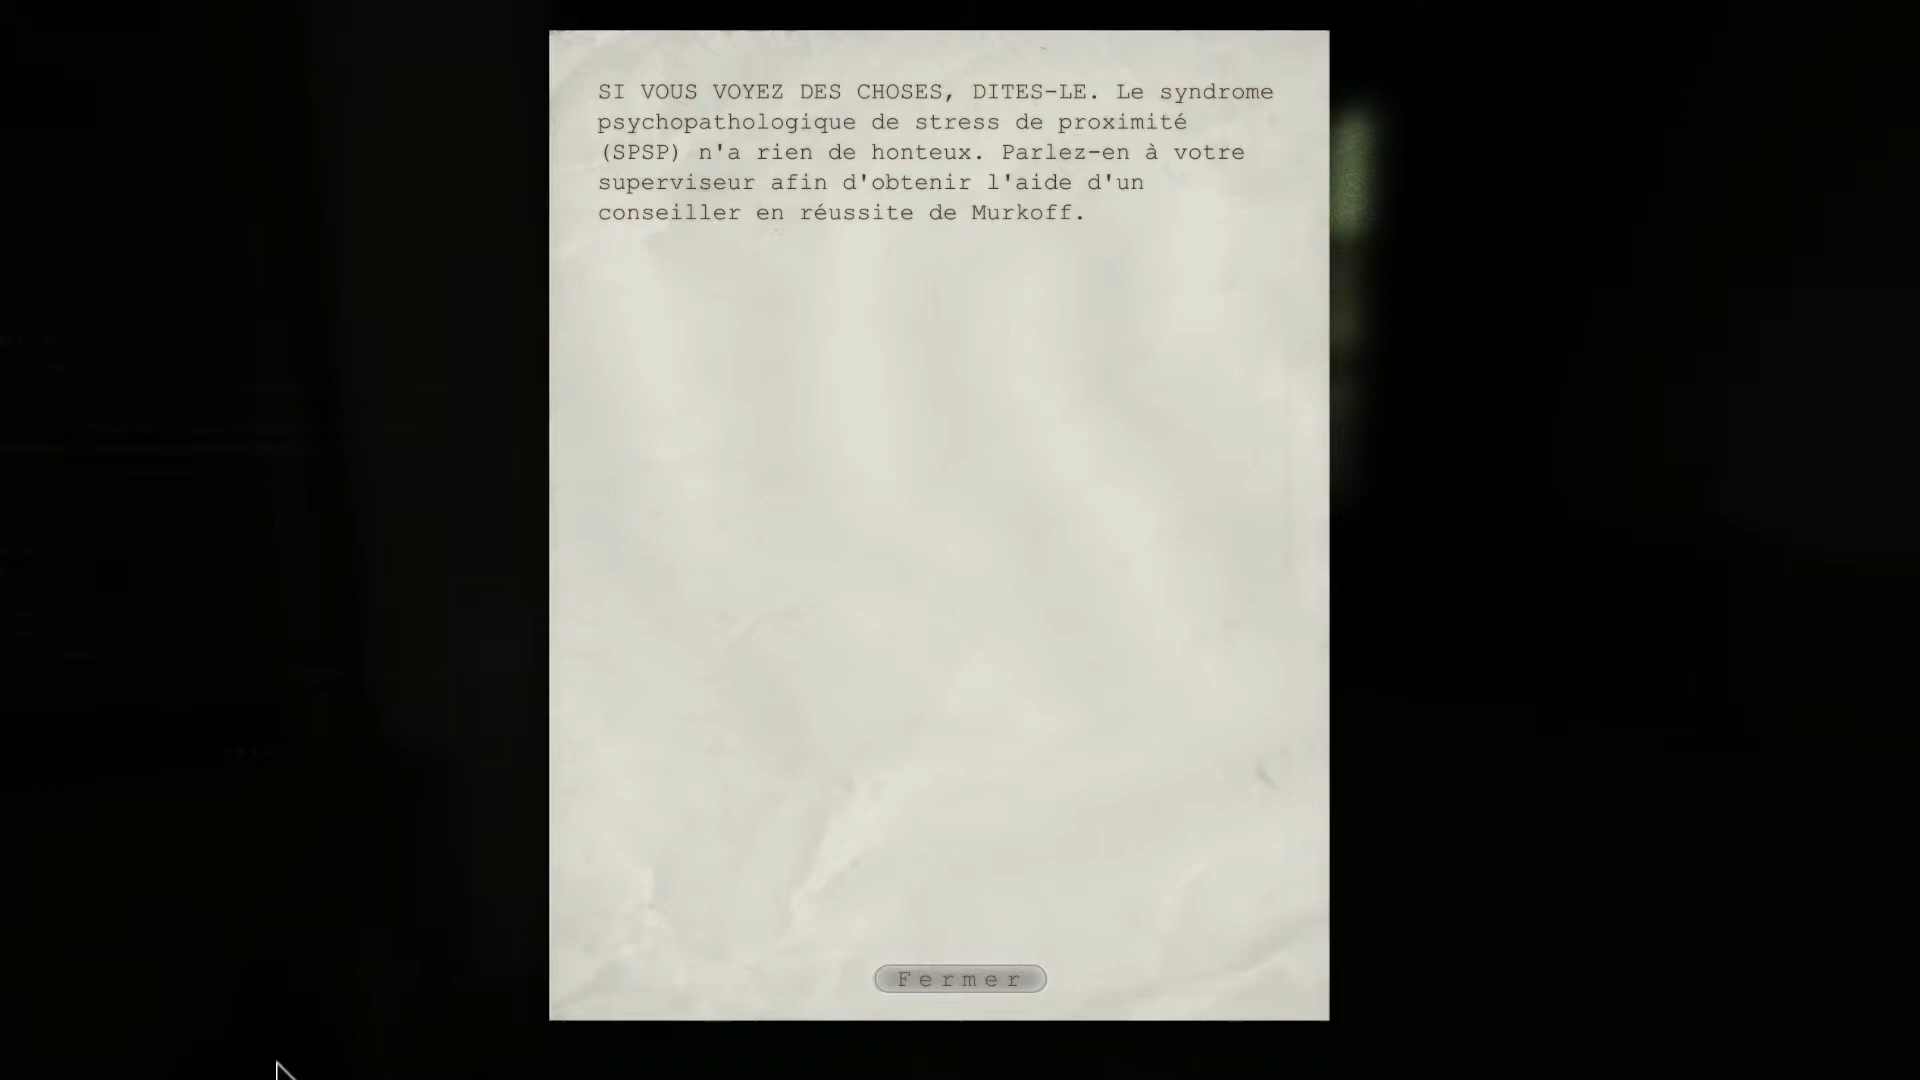 SI VOUS VOYEZ DES CHOSES, DITES-LE. Le syndrome
psychopathologique de stress de proximité
(SPSP) n'a rien de honteux. Parlez-en à votre
superviseur afin d'obtenir l'aide d'un
conseiller en réussite de Murkoff.
Fermer